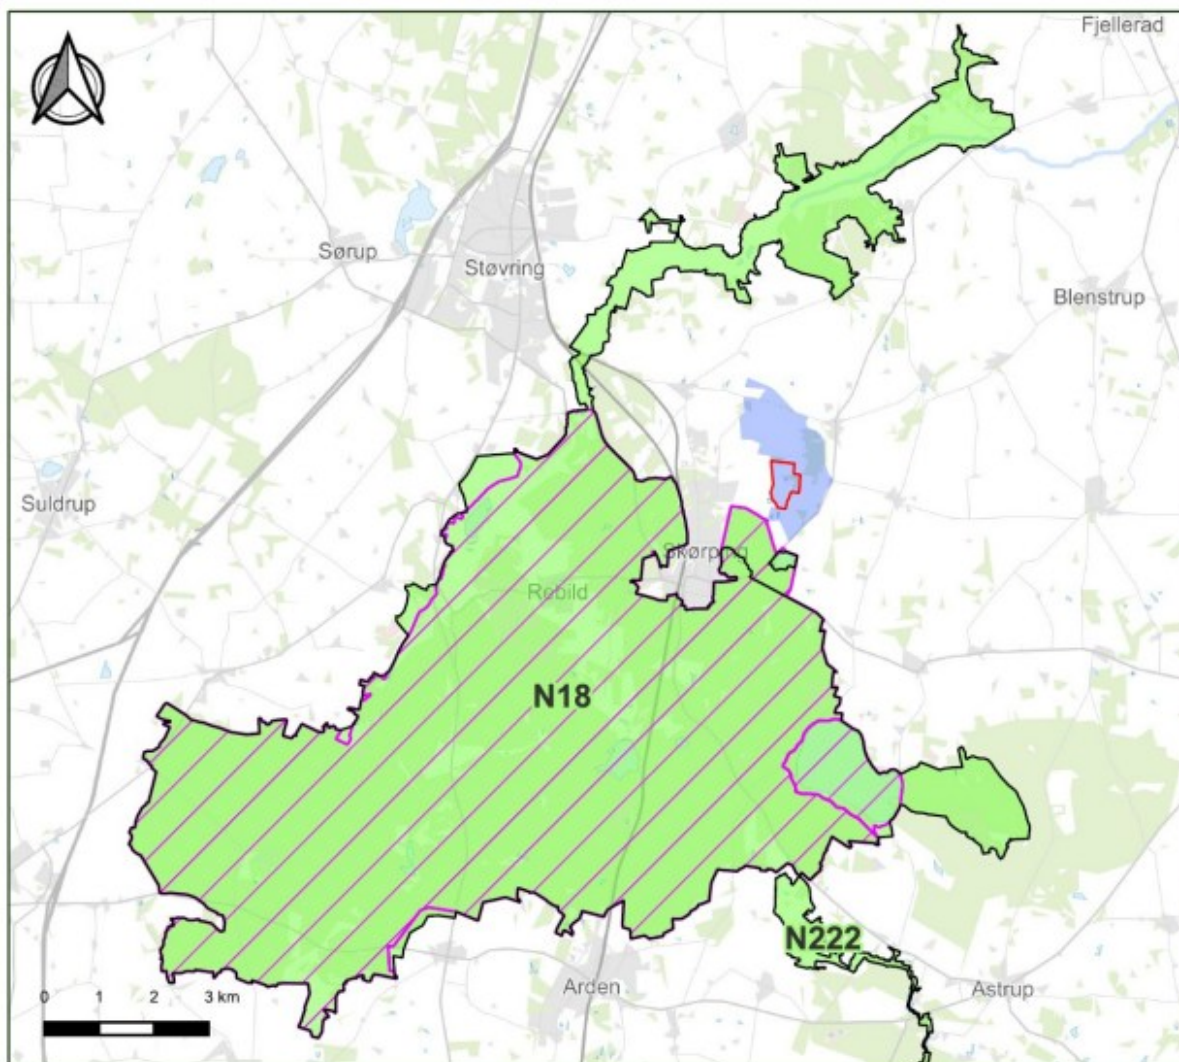 Fjellerad
Sørup
Støvring
Blenstrup
Suldrup
Skørping
Rebild
N18
N222
0 1 2 3 km
Arden
Astrup